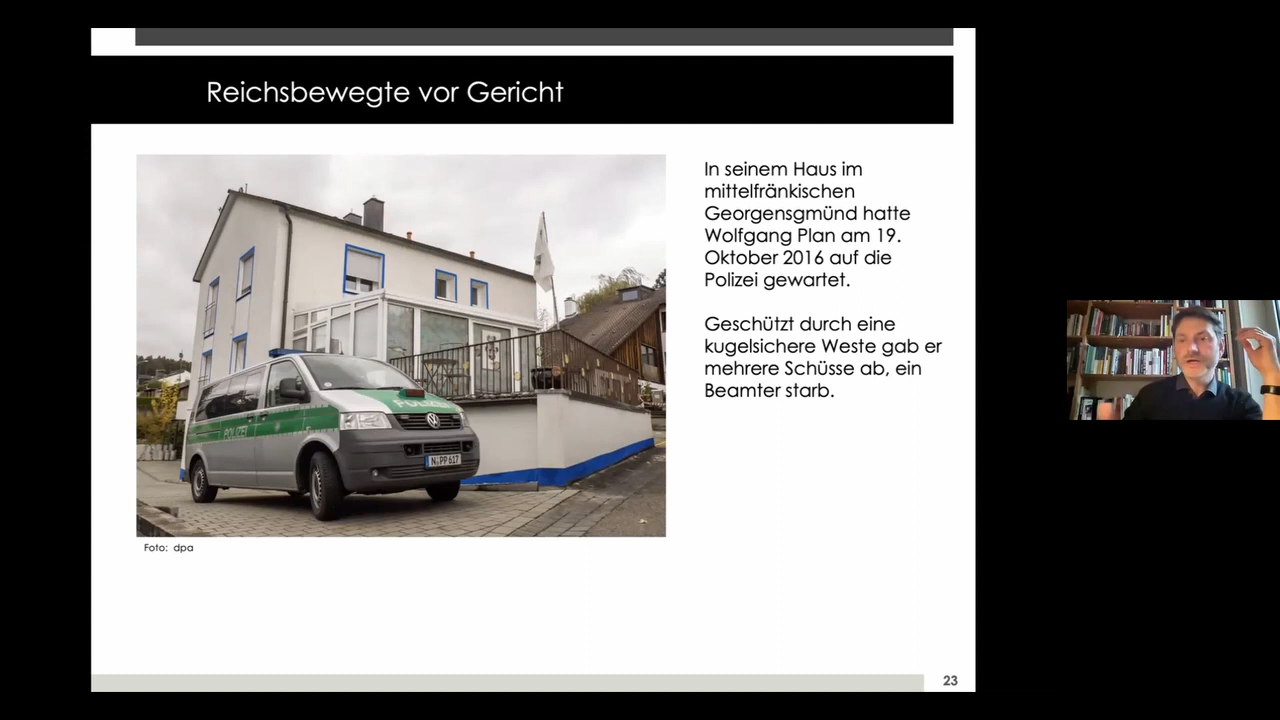 Reichsbewegte vor Gericht
In seinem Haus im
mittelfränkischen
Georgensgmünd hatte
Wolfgang Plan am 19.
Oktober 2016 auf die
Polizei gewartet.
Geschützt durch eine
kugelsichere Weste gab er
mehrere Schüsse ab, ein
Beamter starb.
POLIZEI
POLIZEI
N PP 617
Foto: dpa
23